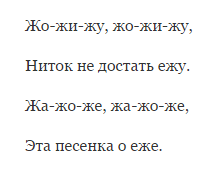 Жо-жи-жу, жо-жи-жу,
Ниток не достать ежу.
Жа-жо-же, жа-жо-же,
Эта песенка о еже.